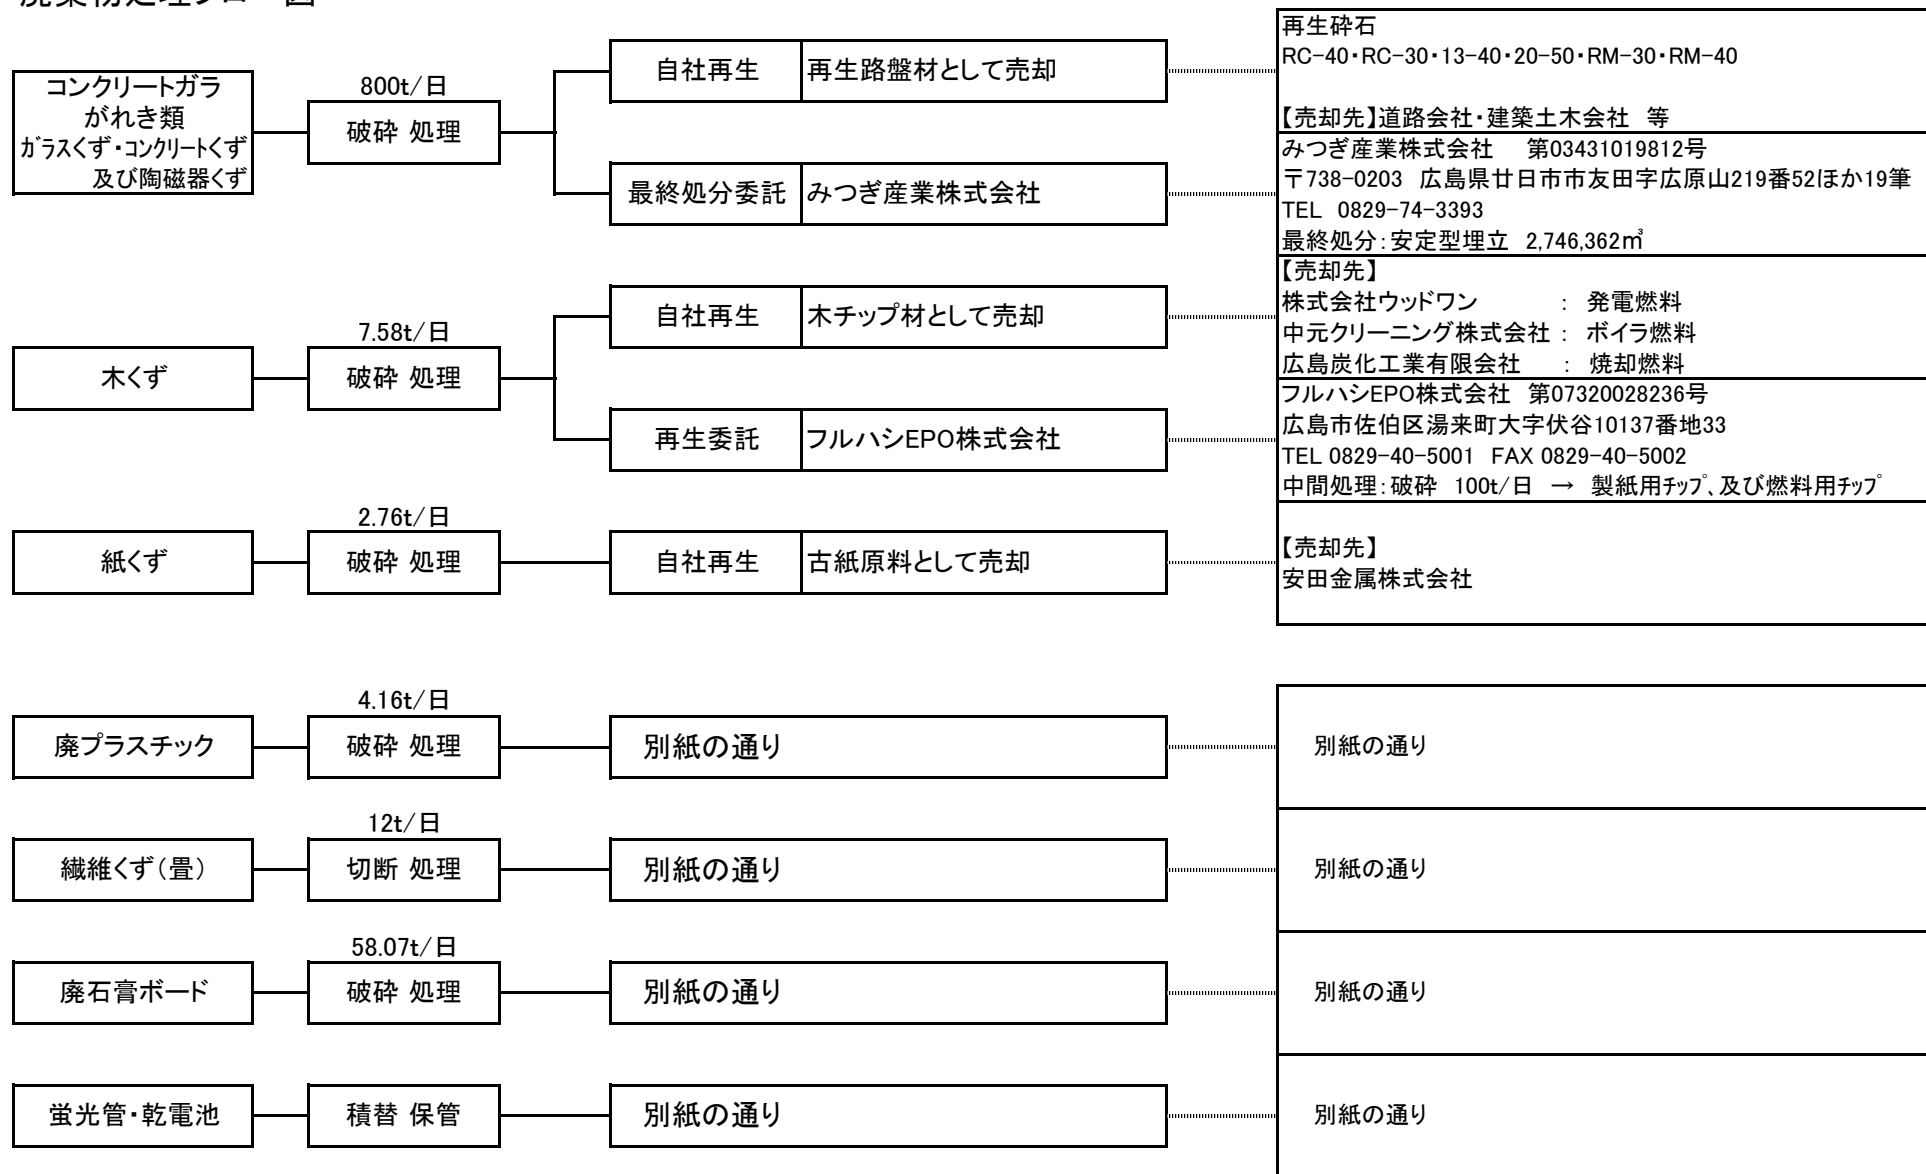 廃棄物処理フロー図
コンクリートガラ
がれき類
ｶﾞﾗｽくず・ｺﾝｸﾘｰﾄくず
及び陶磁器くず
800t/日
破砕 処理
自社再生 再生路盤材として売却
再生砕石
RC-40・RC-30・13-40・20-50・RM-30・RM-40
【売却先】道路会社・建築土木会社 等
最終処分委託 みつぎ産業株式会社
みつぎ産業株式会社 第03431019812号
〒738-0203 広島県廿日市市友田字広原山219番52ほか19筆
TEL 0829-74-3393
最終処分：安定型埋立 2,746,362㎥
木くず
7.58t/日
破砕 処理
自社再生 木チップ材として売却
【売却先】
株式会社ウッドワン ： 発電燃料
中元クリーニング株式会社 ： ボイラ燃料
広島炭化工業有限会社 ： 焼却燃料
再生委託 フルハシEPO株式会社
フルハシEPO株式会社 第07320028236号
広島市佐伯区湯来町大字伏谷10137番地33
TEL 0829-40-5001 FAX 0829-40-5002
中間処理：破砕 100t/日 → 製紙用ﾁｯﾌﾟ、及び燃料用ﾁｯﾌﾟ
紙くず
2.76t/日
破砕 処理
自社再生 古紙原料として売却
【売却先】
安田金属株式会社
廃プラスチック
4.16t/日
破砕 処理
別紙の通り
別紙の通り
繊維くず（畳）
12t/日
切断 処理
別紙の通り
別紙の通り
廃石膏ボード
58.07t/日
破砕 処理
別紙の通り
別紙の通り
蛍光管・乾電池
積替 保管
別紙の通り
別紙の通り